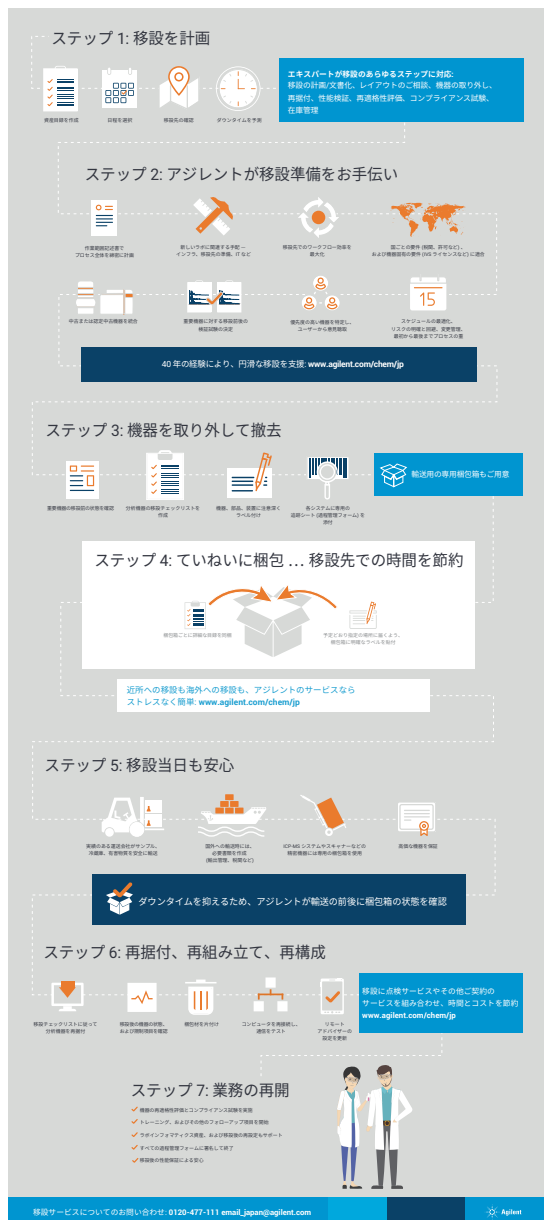 ステップ 1: 移設を計画
資産目録を作成
日程を選択
移設先の確認
ダウンタイムを予測
エキスパートが移設のあらゆるステップに対応:
移設の計画/文書化、レイアウトのご相談、機器の取り外し、
再据付、性能検証、再適格性評価、コンプライアンス試験、
在庫管理
ステップ 2: アジレントが移設準備をお手伝い
作業範囲記述書で
プロセス全体を綿密に計画
新しいラボに関連する手配 –
インフラ、移設先の準備、IT など
移設先でのワークフロー効率を
最大化
国ごとの要件 (税関、許可など) 、
および機器固有の要件 (NIS ライセンスなど) に適合
中古または認定中古機器を統合
重要機器に対する移設前後の
検証試験の決定
優先度の高い機器を特定し、
ユーザーから意見聴取
スケジュールの最適化、
リスクの明確と回避、変更管理、
最初から最後までプロセスの重
15
40 年の経験により、円滑な移設を支援: www.agilent.com/chem/jp
ステップ 3: 機器を取り外して撤去
重要機器の移設前の状態を確認
分析機器の移設チェックリストを
作成
機器、部品、装置に注意深く
ラベル付け
各システムに専用の
追跡シート (過程管理フォーム) を
添付
輸送用の専用梱包箱もご用意
ステップ 4: ていねいに梱包 ... 移設先での時間を節約
梱包箱ごとに詳細な目録を同梱
予定どおり指定の場所に届くよう、
梱包箱に明確なラベルを貼付
近所への移設も海外への移設も、アジレントのサービスなら
ストレスなく簡単: www.agilent.com/chem/jp
ステップ 5: 移設当日も安心
実績のある運送会社がサンプル、
冷蔵庫、有害物質を安全に輸送
国外への輸送時には、
必要書類を作成
(輸出管理、税関など)
ICP-MS システムやスキャナーなどの
精密機器には専用の梱包箱を使用
高価な機器を保証
ダウンタイムを抑えるため、アジレントが輸送の前後に梱包箱の状態を確認
ステップ 6: 再据付、再組み立て、再構成
移設チェックリストに従って
分析機器を再据付
移設後の機器の状態、
および規制項目を確認
梱包材を片付け
コンピュータを再接続し、
通信をテスト
リモート
アドバイザーの
設定を更新
移設に点検サービスやその他ご契約の
サービスを組み合わせ、時間とコストを節約
www.agilent.com/chem/jp
ステップ 7: 業務の再開
機器の再適格性評価とコンプライアンス試験を実施
トレーニング、およびその他のフォローアップ項目を開始
ラボインフォマティクス資産、および移設後の再設定もサポート
すべての過程管理フォームに署名して終了
移設後の性能保証による安心
移設サービスについてのお問い合わせ: 0120-477-111 email_japan@agilent.com
Agilent